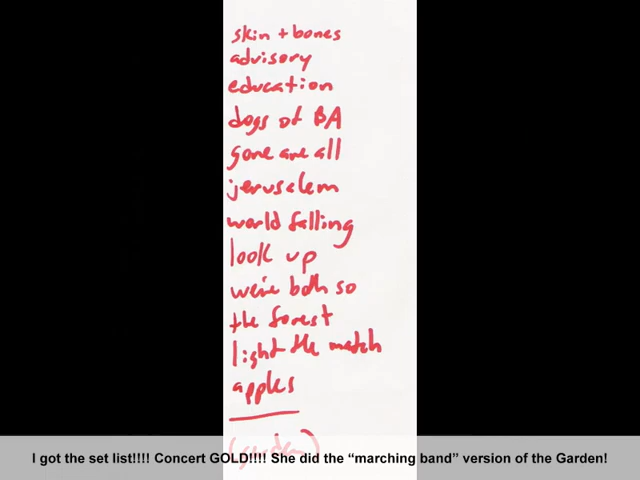 skin + bones
advisory
education
dogs of BA
gone are all
jerusalem
world falling
look up
we're both so
the forest
light the match
apples
(garden)
I got the set list!!!! Concert GOLD!!!! She did the “marching band” version of the Garden!